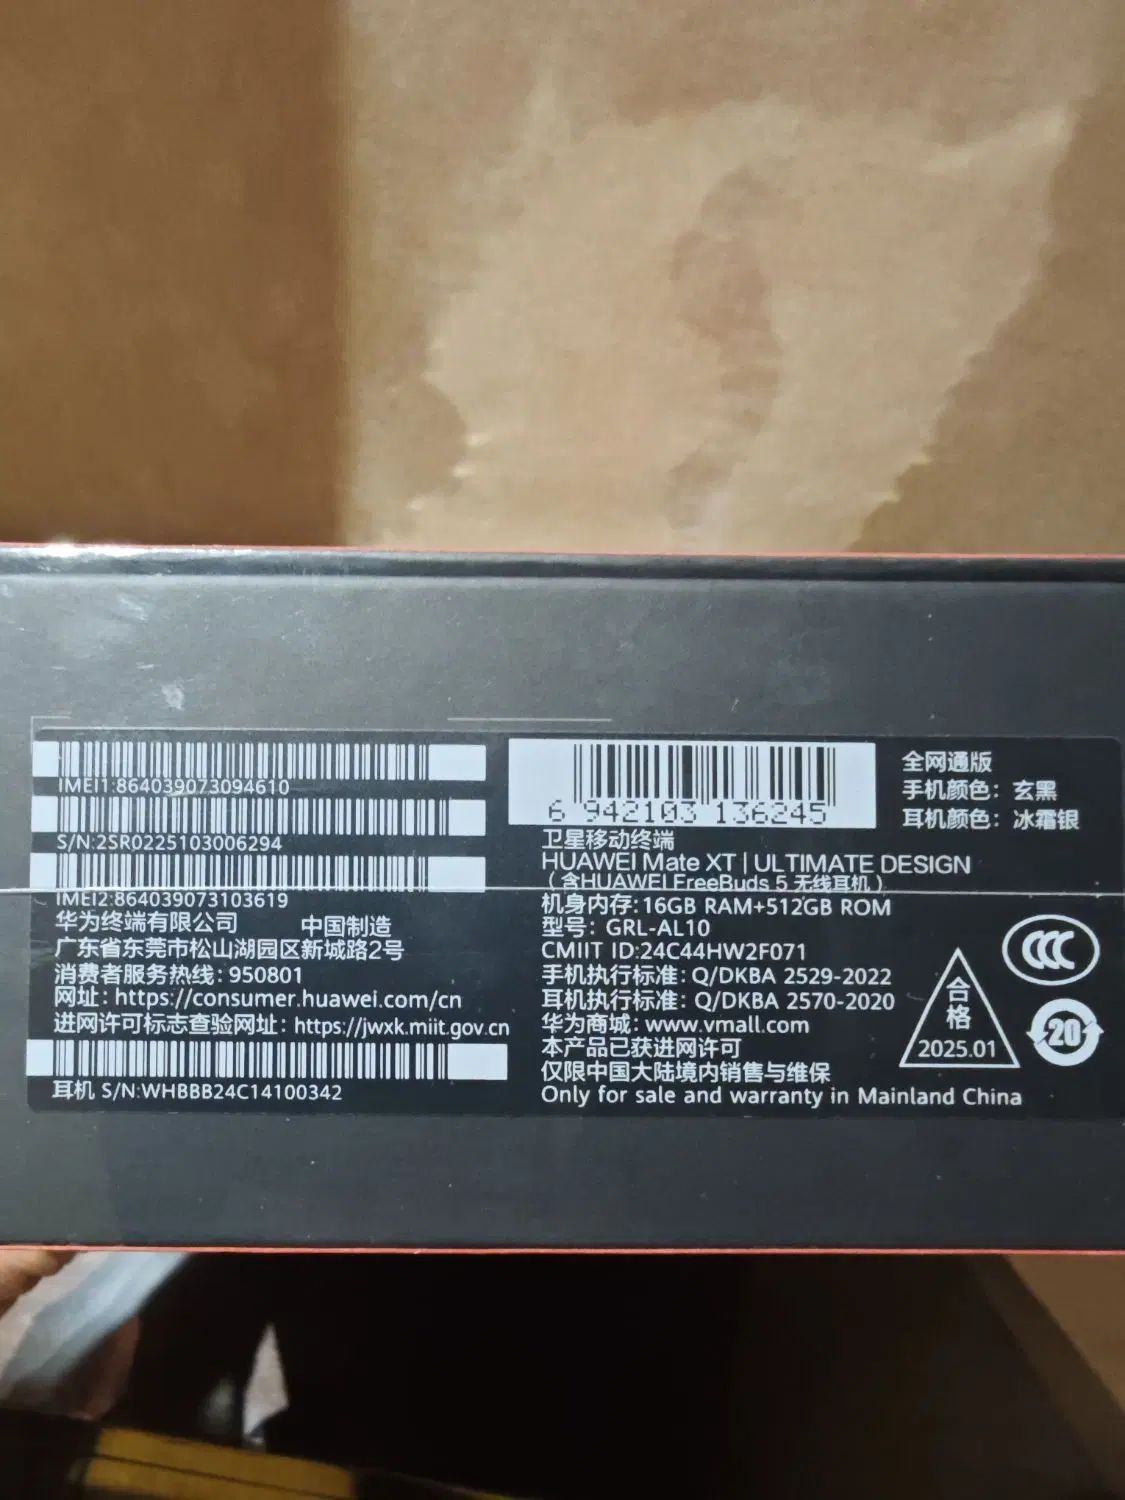 IMEI1:864039073094610
S/N:2SR0225103006294
IMEI2:864039073103619
华为终端有限公司 中国制造
广东省东莞市松山湖园区新城路2号
消费者服务热线: 950801
网址: https://consumer.huawei.com/cn
进网许可标志查验网址: https://jwxk.miit.gov.cn
耳机 S/N:WHBBB24C14100342
6 942103 136245
全网通版
手机颜色: 玄黑
耳机颜色: 冰霜银
卫星移动终端
HUAWEI Mate XT | ULTIMATE DESIGN
(含HUAWEI FreeBuds 5 无线耳机)
机身内存: 16GB RAM+512GB ROM
型号: GRL-AL10
CMIIT ID:24C44HW2F071
手机执行标准: Q/DKBA 2529-2022
耳机执行标准: Q/DKBA 2570-2020
华为商城: www.vmall.com
本产品已获进网许可
仅限中国大陆境内销售与维保
Only for sale and warranty in Mainland China
合格
2025.01
CCC
20